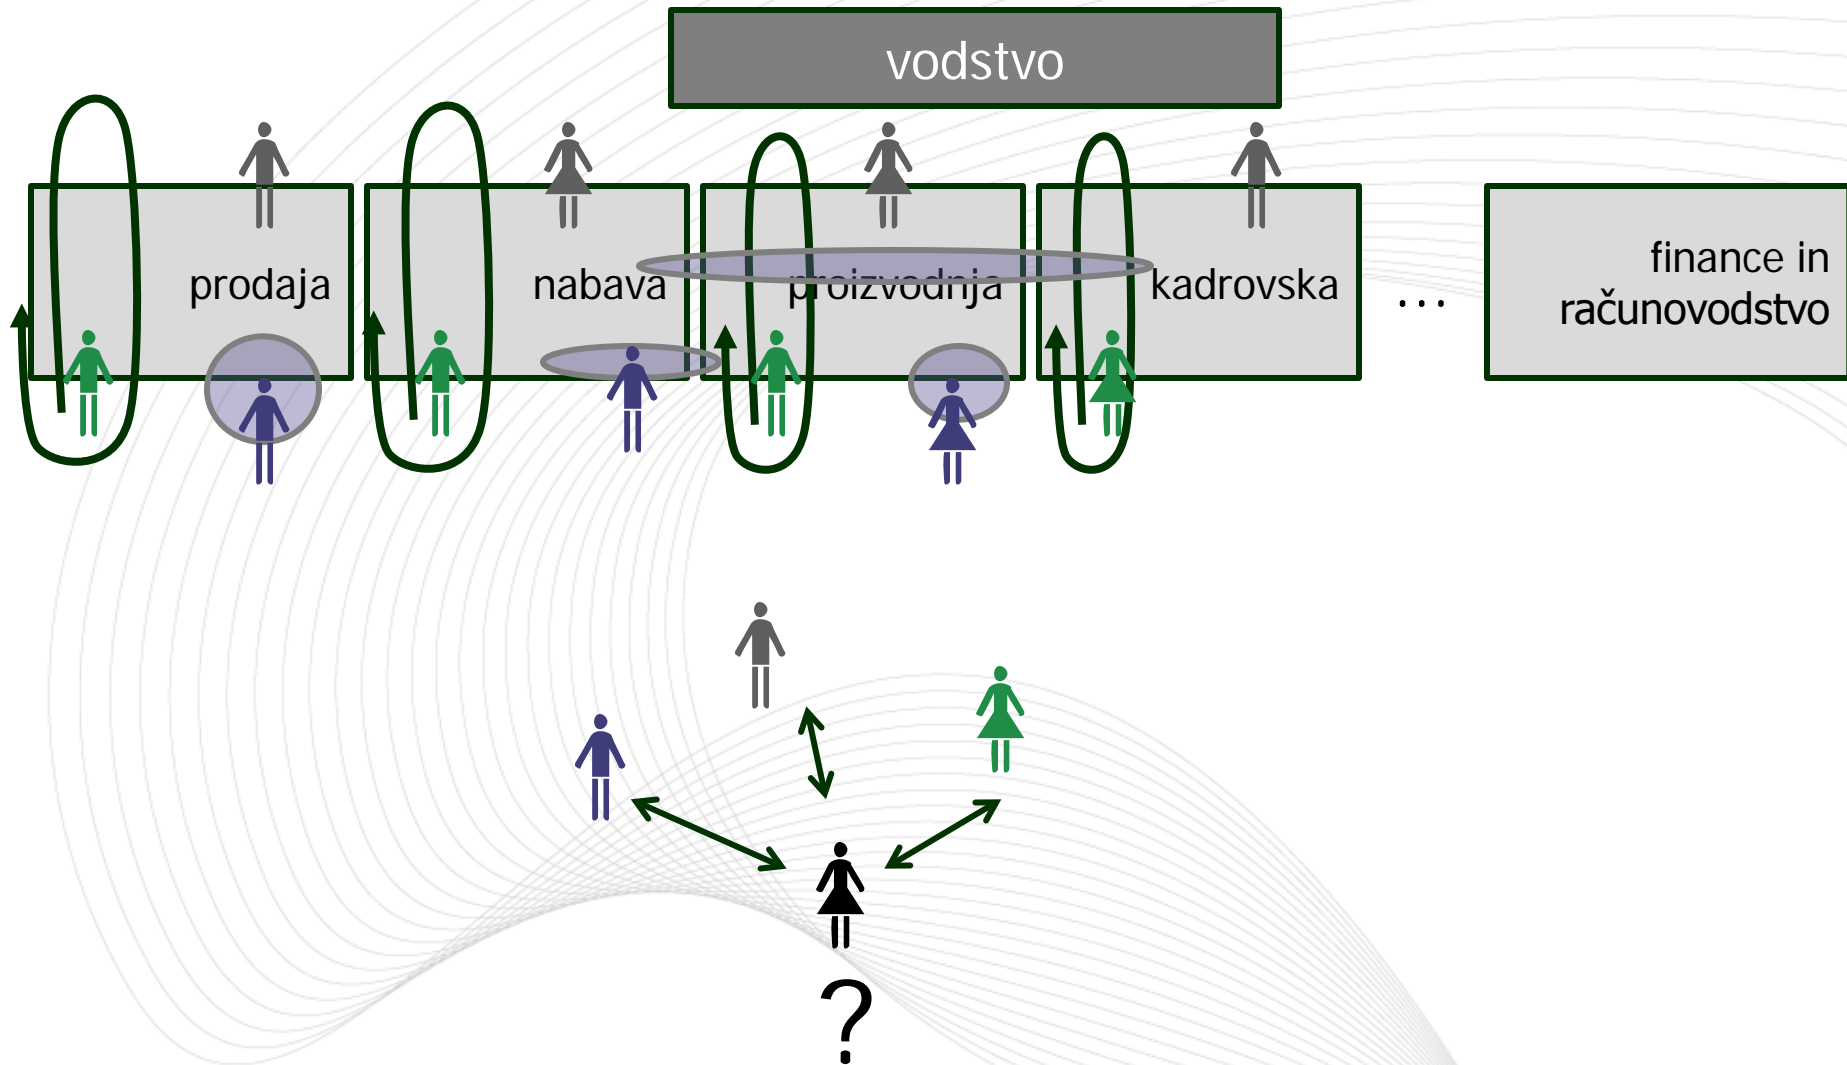 vodstvo
prodaja
nabava
proizvodnja
kadrovska
...
finance in
računovodstvo
?